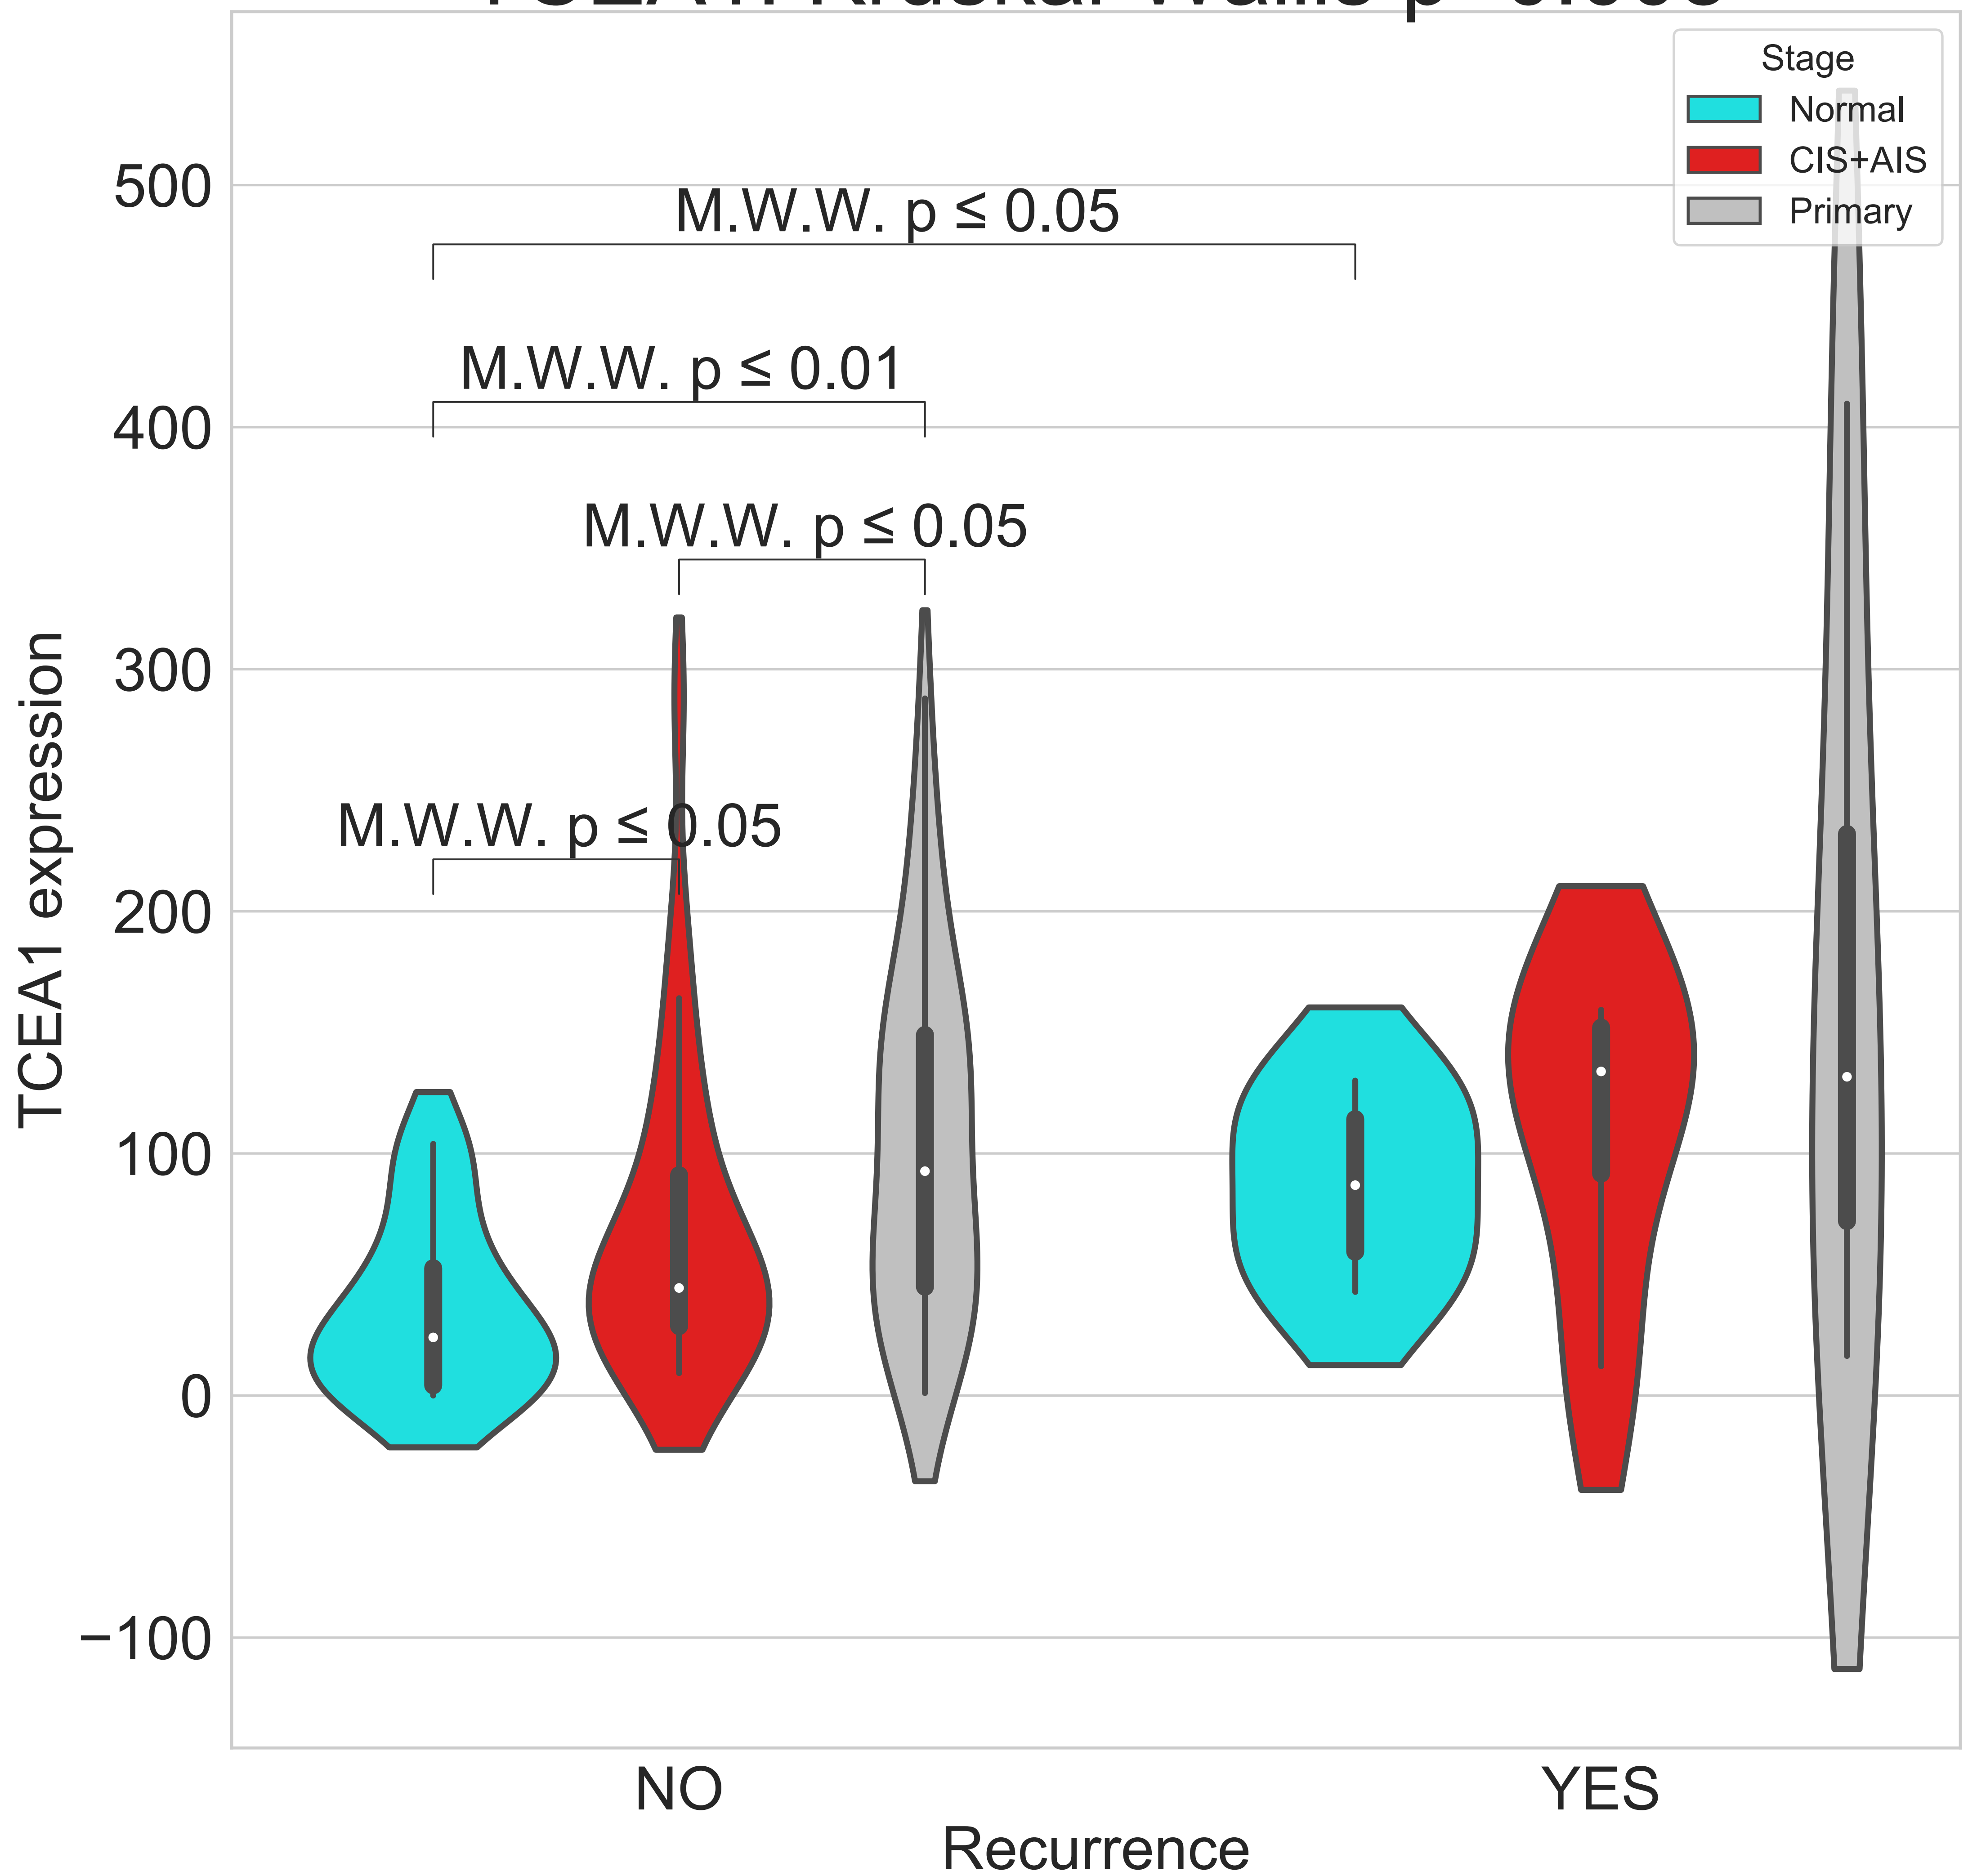 Stage
Normal
CIS+AIS
Primary
500
400
300
200
100
0
−100
M.W.W. p ≤ 0.05
M.W.W. p ≤ 0.01
M.W.W. p ≤ 0.05
M.W.W. p ≤ 0.05
TCEA1 expression
NO
YES
Recurrence